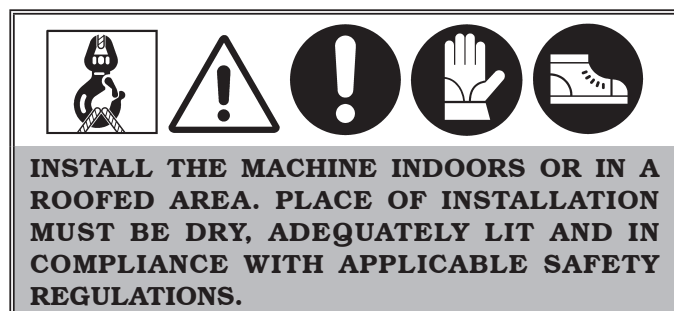 INSTALL THE MACHINE INDOORS OR IN A
ROOFED AREA. PLACE OF INSTALLATION
MUST BE DRY, ADEQUATELY LIT AND IN
COMPLIANCE WITH APPLICABLE SAFETY
REGULATIONS.